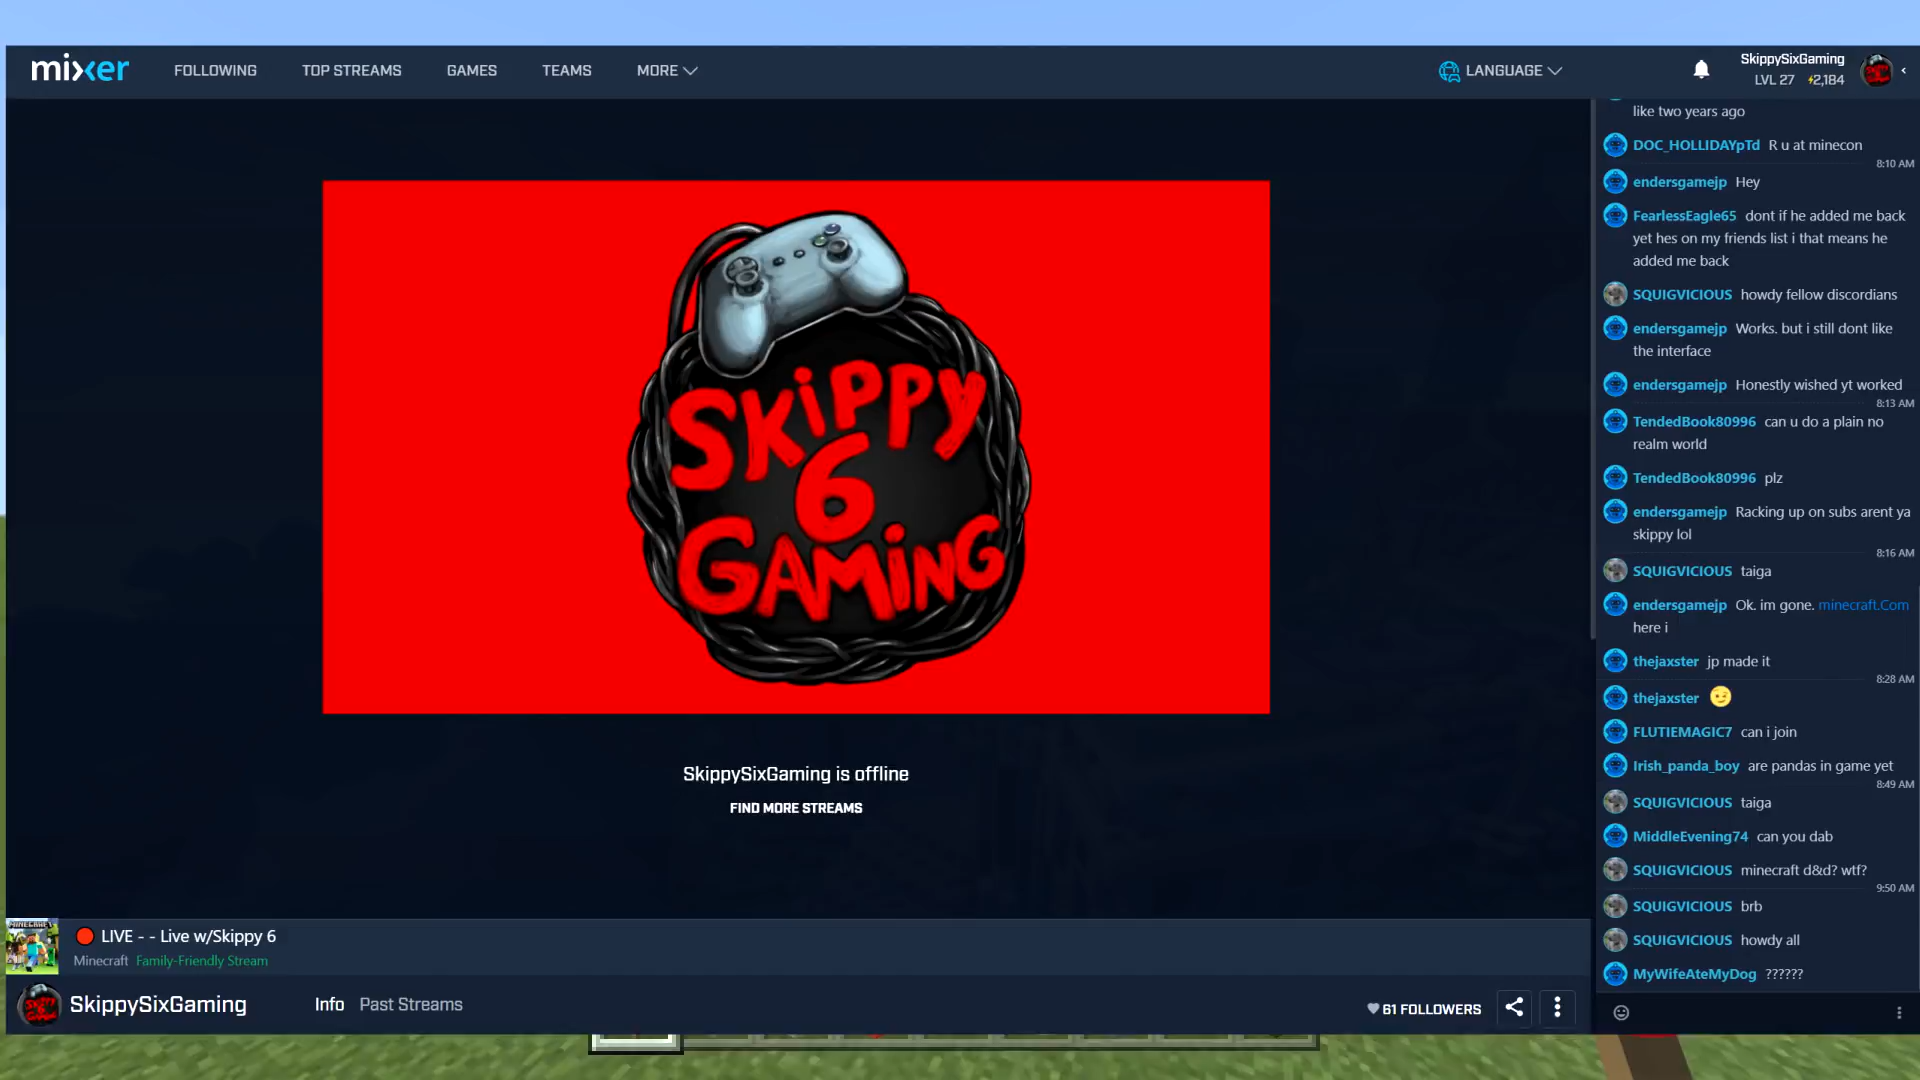 mixer
FOLLOWING
TOP STREAMS
GAMES
TEAMS
MORE
LANGUAGE
SkippySixGaming
LVL 27
2,184
Skippy
6
Gaming
SkippySixGaming is offline
FIND MORE STREAMS
LIVE - - Live w/Skippy 6
Minecraft Family-Friendly Stream
SkippySixGaming
Info
Past Streams
61 FOLLOWERS
like two years ago
DOC_HOLLIDAYpTd R u at minecon
8:10 AM
endersgamejp Hey
FearlessEagle65 dont if he added me back
yet hes on my friends list i that means he
added me back
SQUIGVICIOUS howdy fellow discordians
endersgamejp Works. but i still dont like
the interface
endersgamejp Honestly wished yt worked
8:13 AM
TendedBook80996 can u do a plain no
realm world
TendedBook80996 plz
endersgamejp Racking up on subs arent ya
skippy lol
8:16 AM
SQUIGVICIOUS taiga
endersgamejp Ok. im gone. minecraft.Com
here i
thejaxster jp made it
8:28 AM
thejaxster 😉
FLUTIEMAGIC7 can i join
Irish_panda_boy are pandas in game yet
8:49 AM
SQUIGVICIOUS taiga
MiddleEvening74 can you dab
SQUIGVICIOUS minecraft d&d? wtf?
9:50 AM
SQUIGVICIOUS brb
SQUIGVICIOUS howdy all
MyWifeAteMyDog ??????